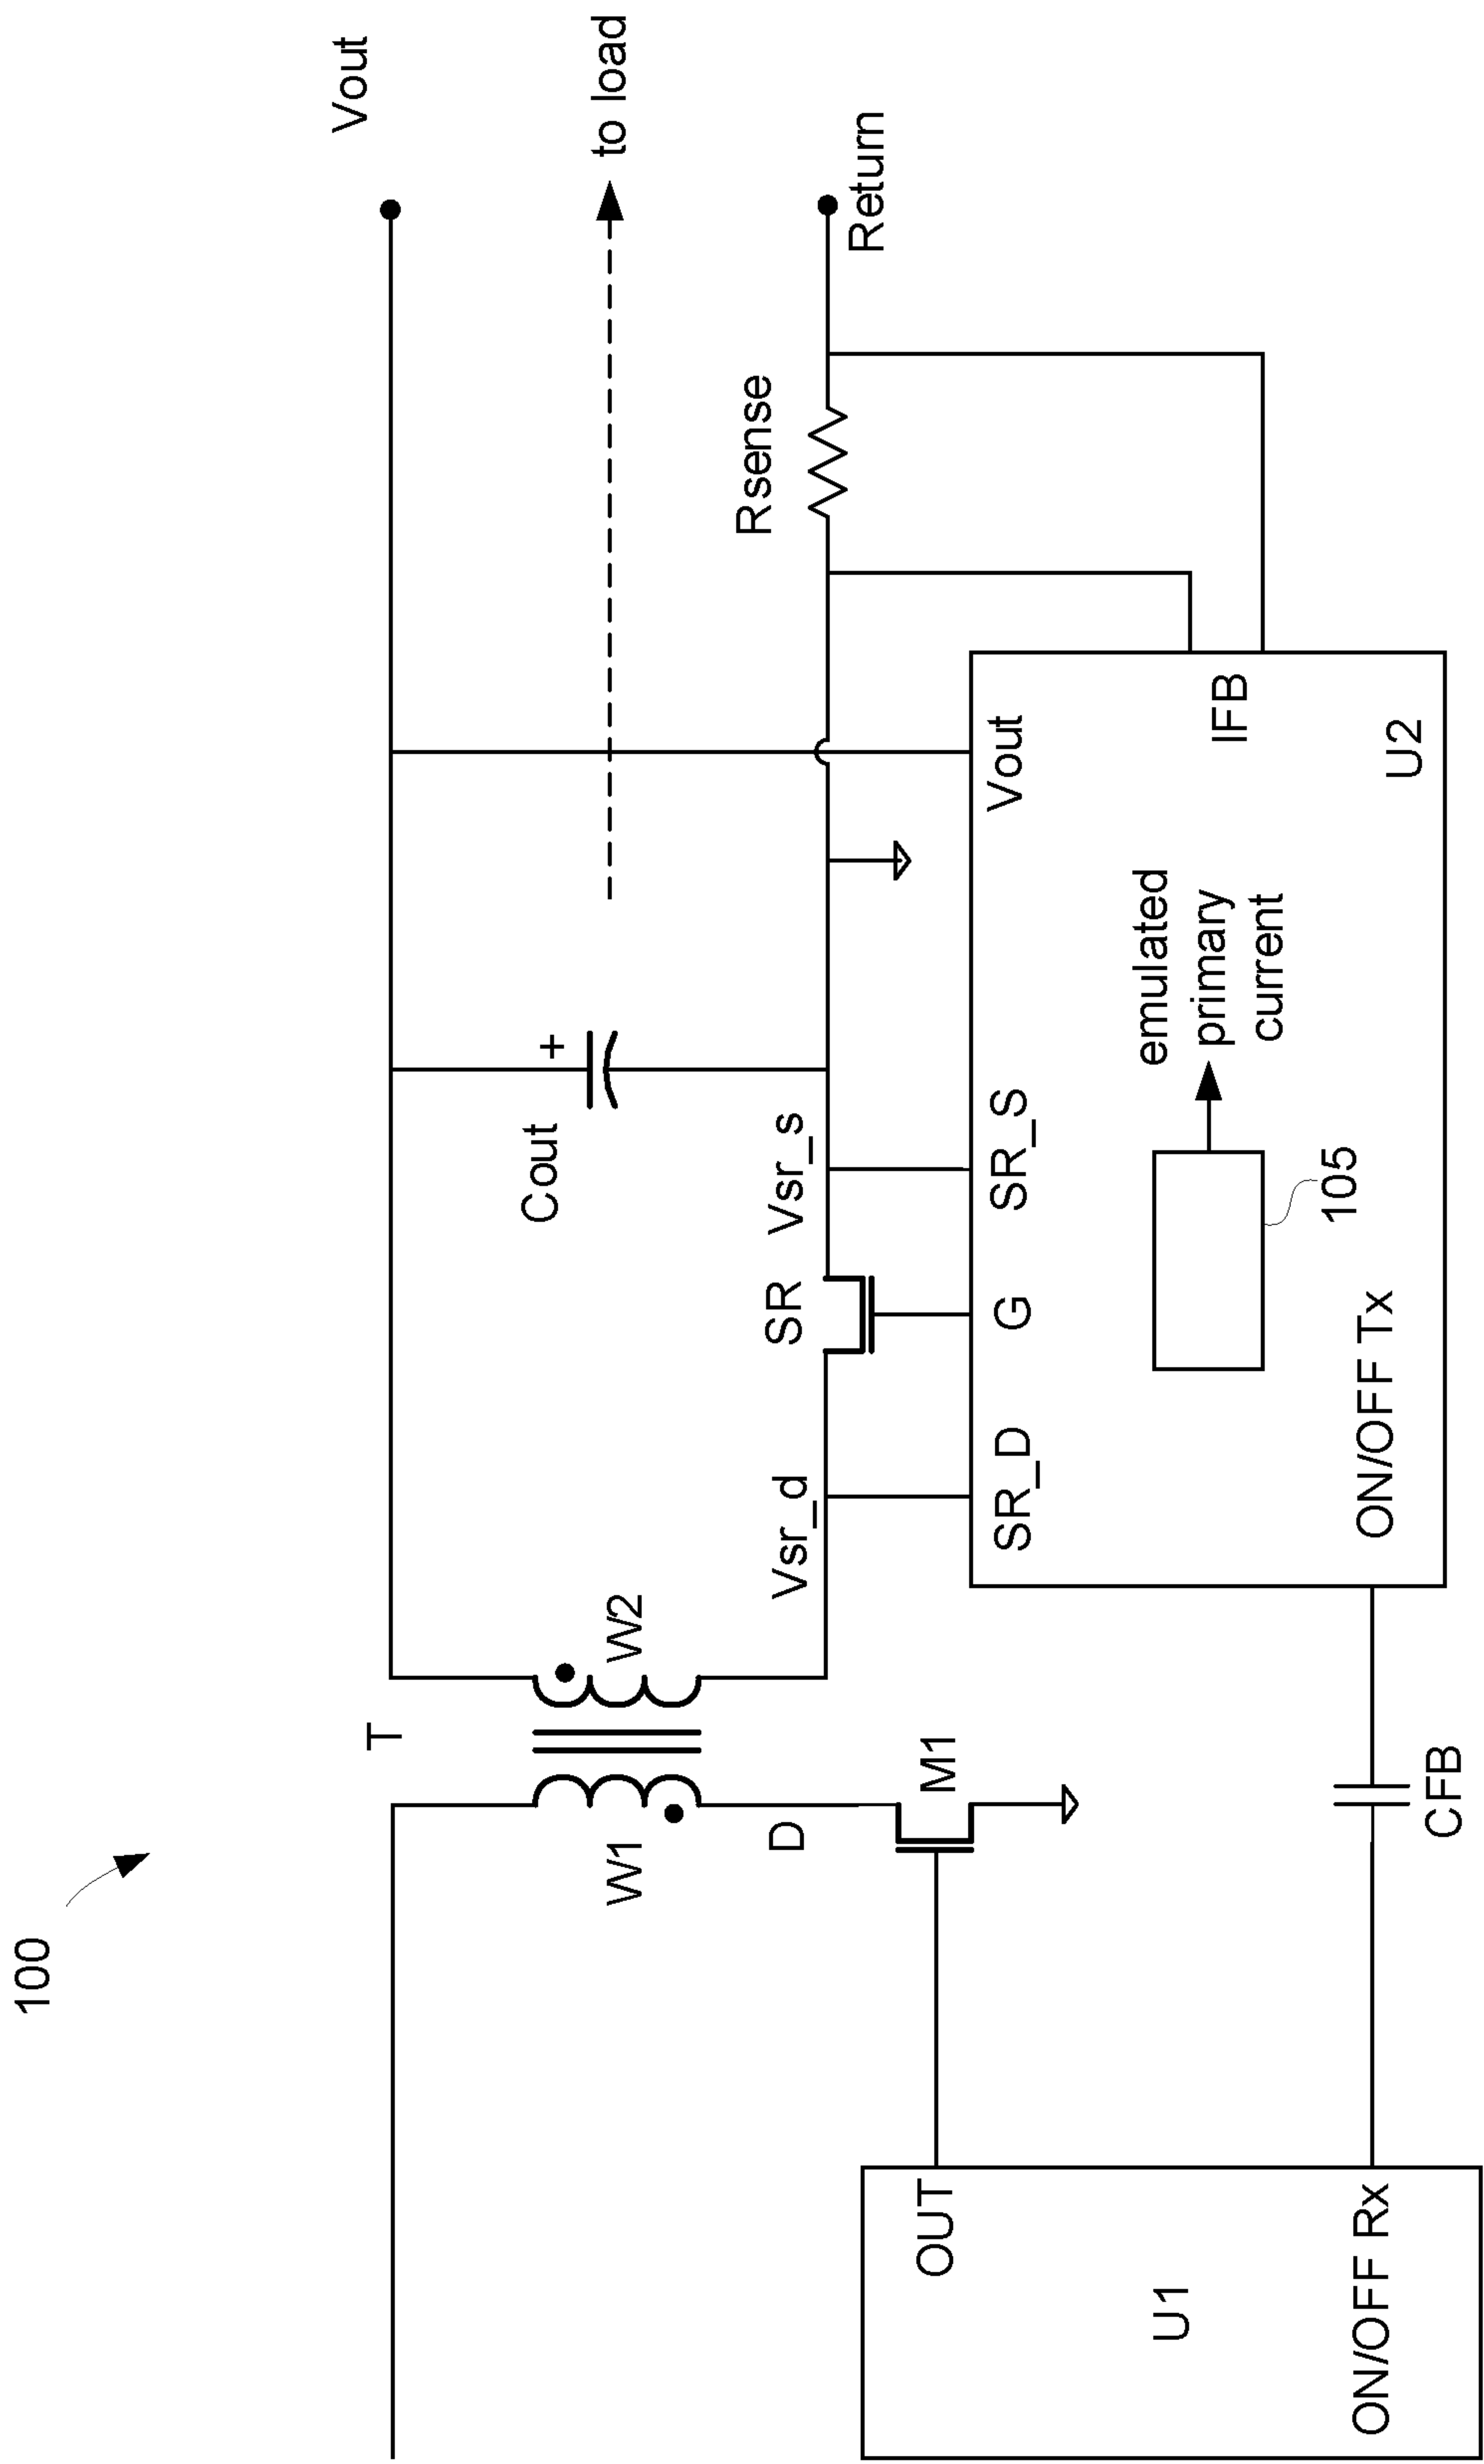 100
T
Vout
W1
W2
Cout
+
to load
D
Vsr_d
SR
Vsr_s
Rsense
Return
M1
OUT
U1
ON/OFF Rx
CFB
SR_D
G
SR_S
Vout
emulated
primary
current
105
IFB
ON/OFF Tx
U2